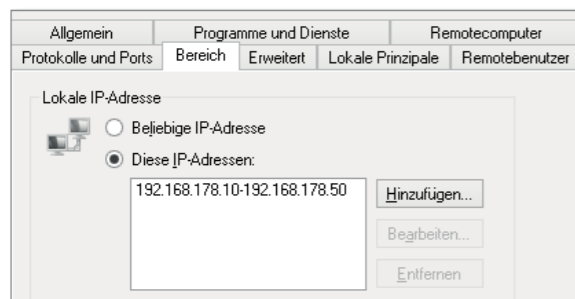 Allgemein Programme und Dienste Remotecomputer
Protokolle und Ports Bereich Erweitert Lokale Prinzipale Remotebenutzer
Lokale IP-Adresse
Beliebige IP-Adresse
Diese IP-Adressen:
192.168.178.10-192.168.178.50
Hinzufügen...
Bearbeiten...
Entfernen